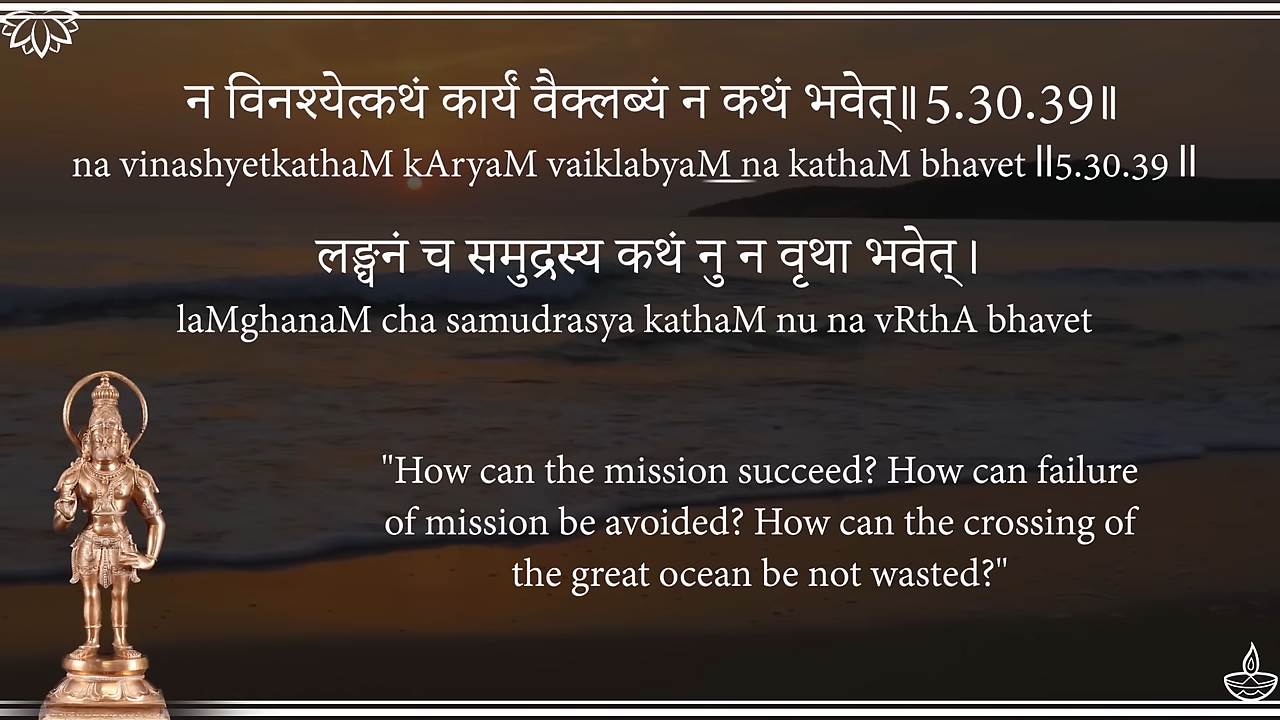 न विनश्येत्कथं कार्यं वैक्लब्यं न कथं भवेत्॥5.30.39॥
na vinashyetkathaM kAryaM vaiklabyaM na kathaM bhavet ||5.30.39 ||
लङ्घनं च समुद्रस्य कथं नु न वृथा भवेत्।
laMghanaM cha samudrasya kathaM nu na vRthA bhavet
"How can the mission succeed? How can failure
of mission be avoided? How can the crossing of
the great ocean be not wasted?"